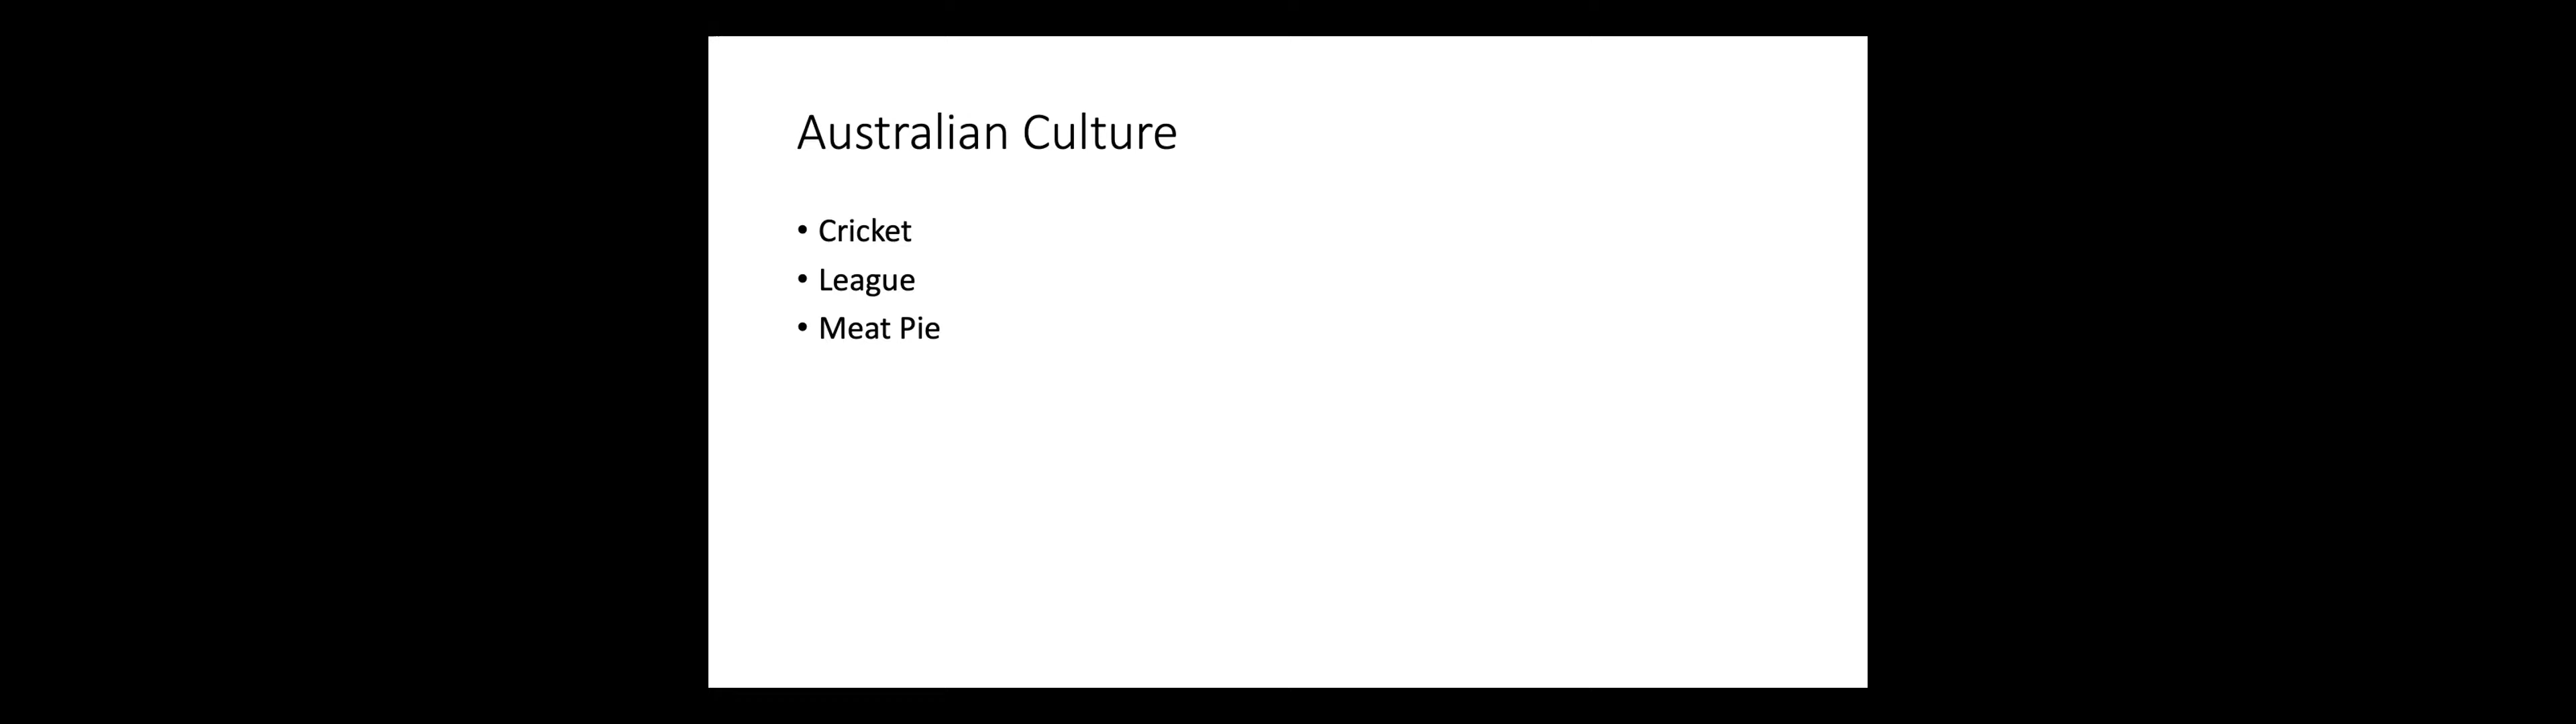 Australian Culture
• Cricket
• League
• Meat Pie